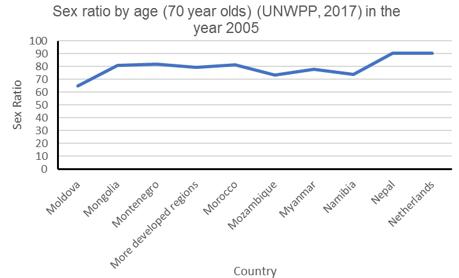 Sex ratio by age (70 year olds) (UNWPP, 2017) in the
year 2005
Sex Ratio
100
90
80
70
60
50
40
30
20
10
0
Moldova
Mongolia
Montenegro
More developed regions
Morocco
Mozambique
Myanmar
Namibia
Nepal
Netherlands
Country